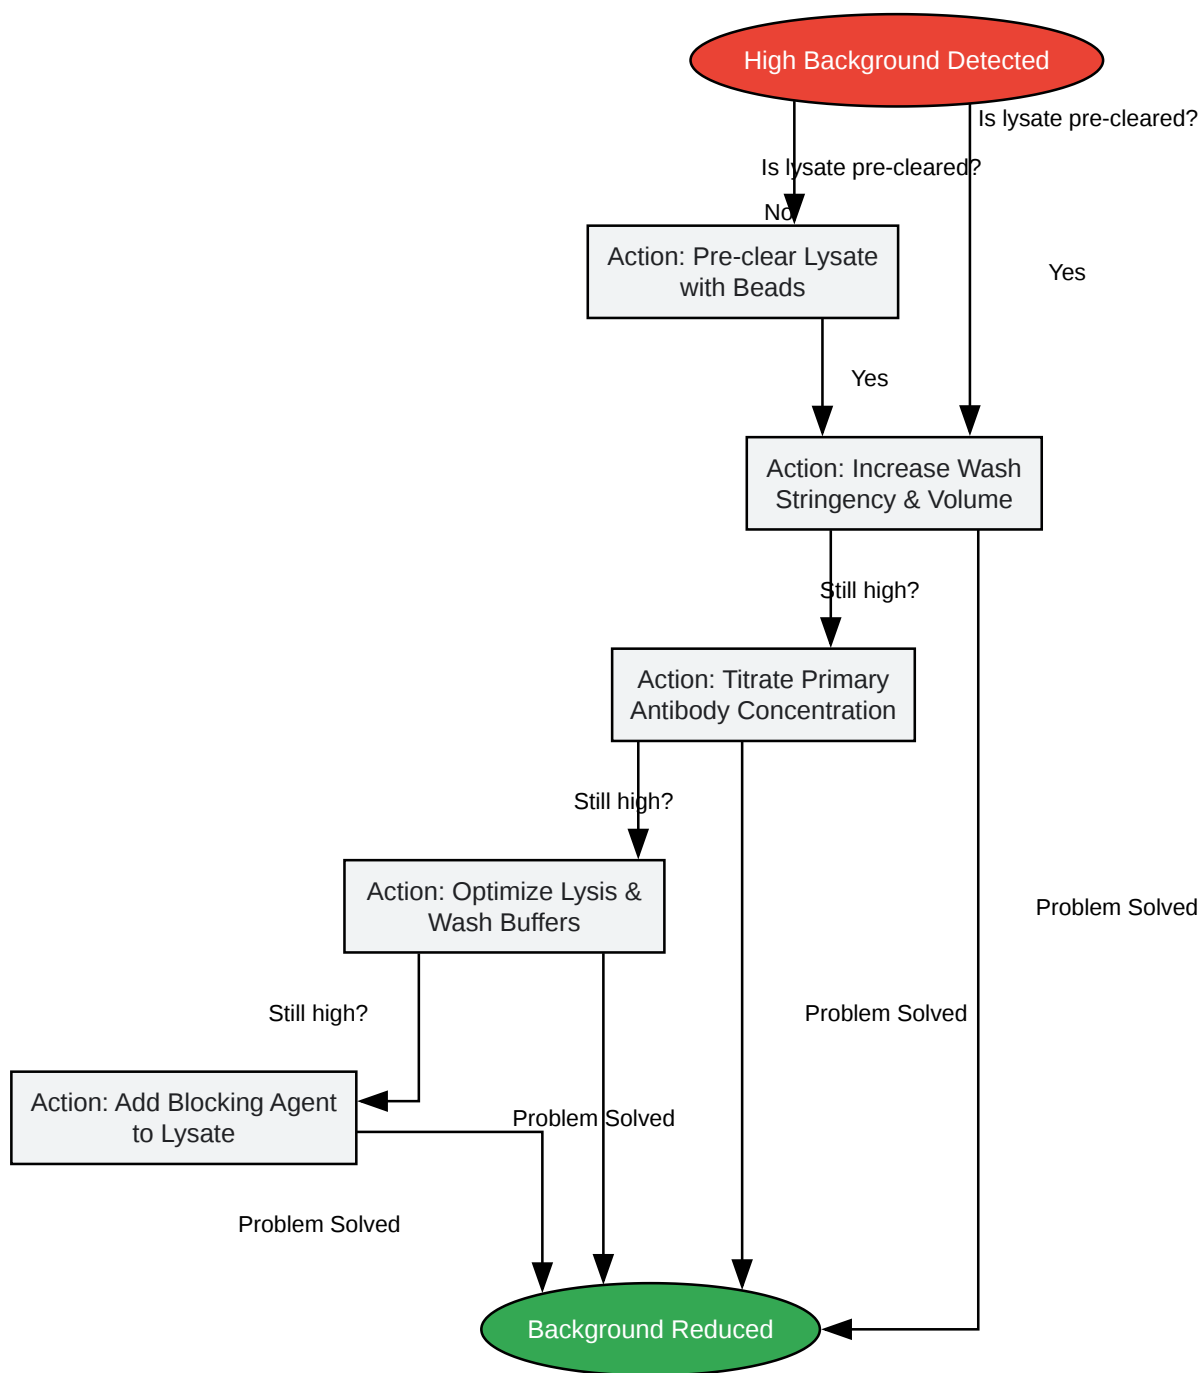 High Background Detected
Is lysate pre-cleared?
Is lysate pre-cleared?
No
Action: Pre-clear Lysate
with Beads
Yes
Yes
Action: Increase Wash
Stringency & Volume
Still high?
Action: Titrate Primary
Antibody Concentration
Still high?
Action: Optimize Lysis &
Wash Buffers
Problem Solved
Still high?
Problem Solved
Action: Add Blocking Agent
to Lysate
Problem Solved
Problem Solved
Background Reduced